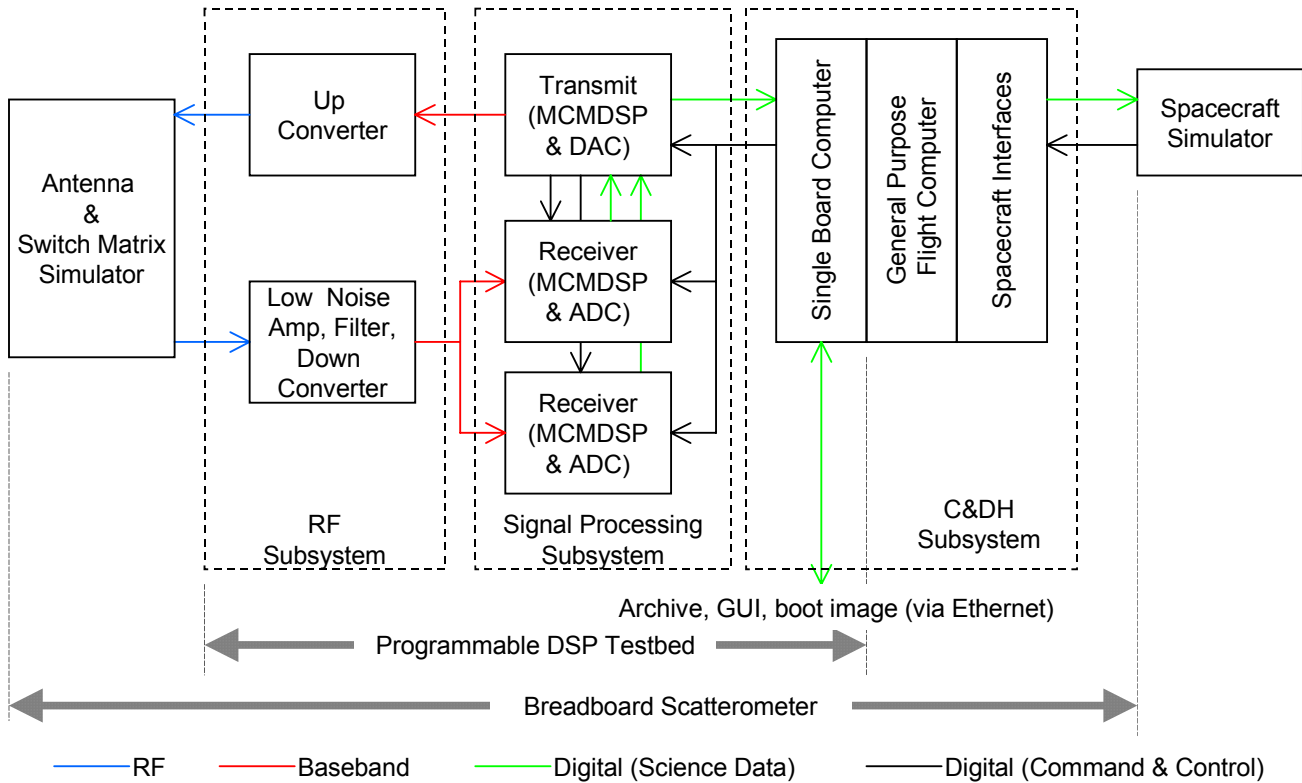 Antenna
&
Switch Matrix
Simulator
Up
Converter
Low Noise
Amp, Filter,
Down
Converter
RF
Subsystem
Transmit
(MCMDSP
& DAC)
Receiver
(MCMDSP
& ADC)
Receiver
(MCMDSP
& ADC)
Signal Processing
Subsystem
Single Board Computer
General Purpose
Flight Computer
Spacecraft Interfaces
C&DH
Subsystem
Spacecraft
Simulator
Archive, GUI, boot image (via Ethernet)
Programmable DSP Testbed
Breadboard Scatterometer
RF
Baseband
Digital (Science Data)
Digital (Command & Control)